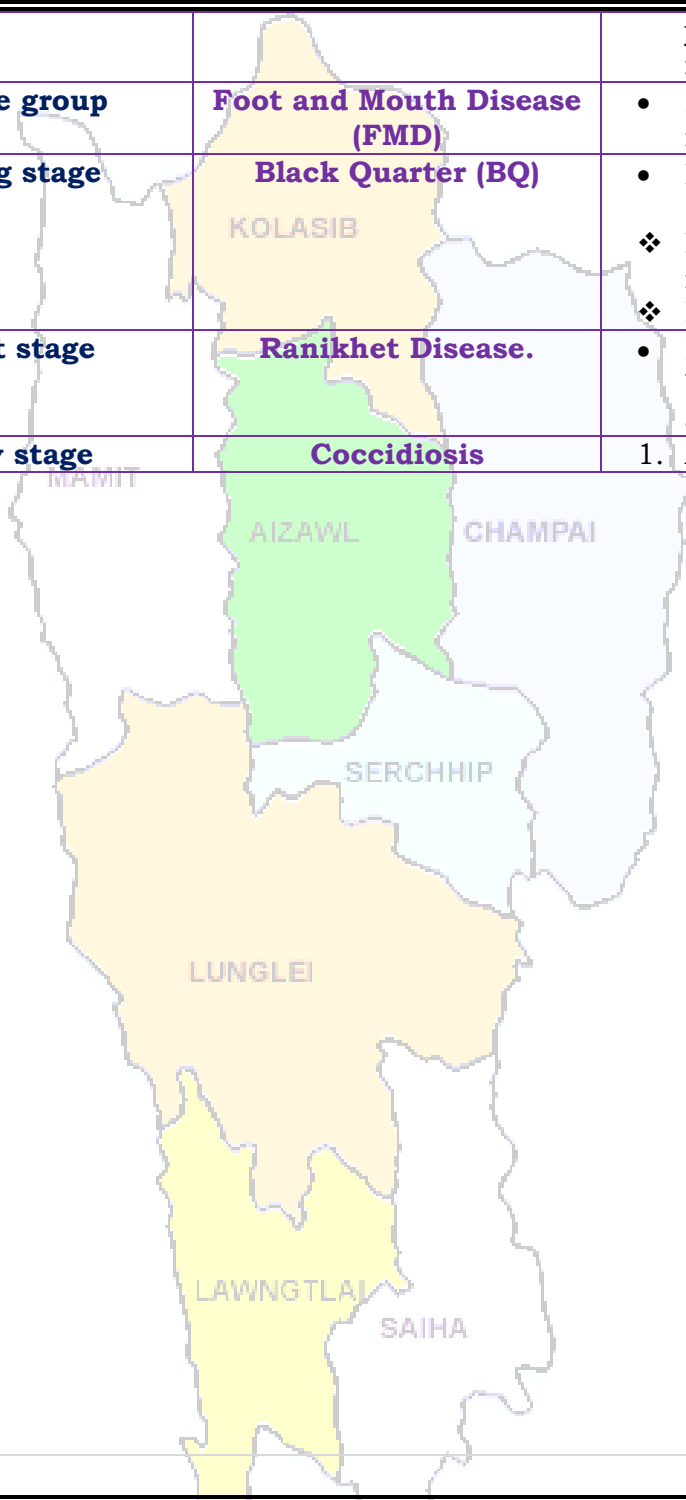 e group
Foot and Mouth Disease
(FMD)
g stage
Black Quarter (BQ)
t stage
Ranikhet Disease.
y stage
Coccidiosis
1.
KOLASIB
MAMIT
AIZAWL
CHAMPAI
SERCHHIP
LUNGLEI
LAWNGTLAI
SAIHA